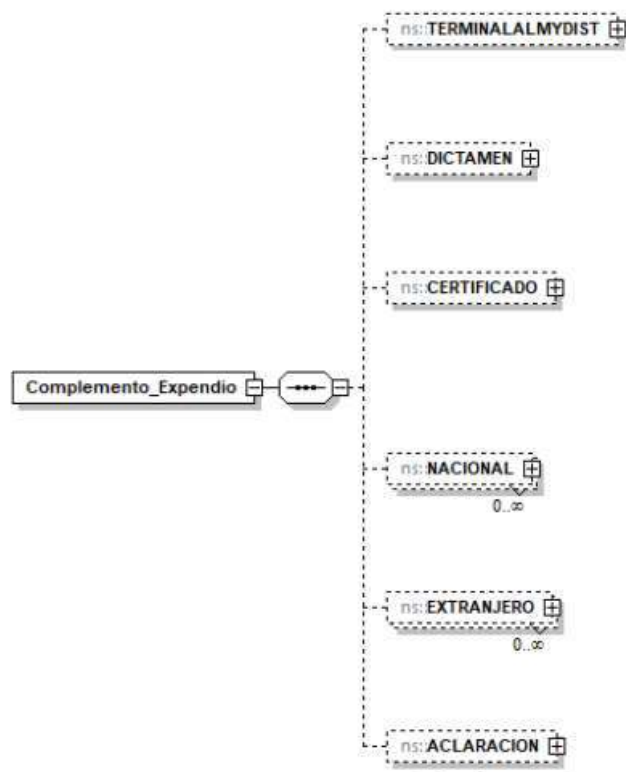 ns::TERMINALALMYDIST
ns::DICTAMEN
ns::CERTIFICADO
Complemento_Expendio
ns::NACIONAL
0..∞
ns::EXTRANJERO
0..∞
ns::ACLARACION